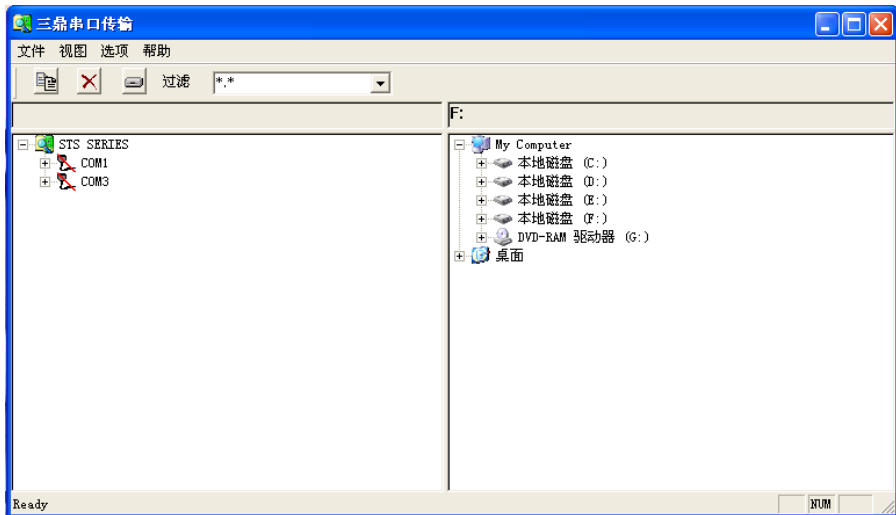 三鼎串口传输
文件 视图 选项 帮助
过滤 *.*
F:
STS SERIES
COM1
COM3
My Computer
本地磁盘 (C:)
本地磁盘 (D:)
本地磁盘 (E:)
本地磁盘 (F:)
DVD-RAM 驱动器 (G:)
桌面
Ready NUM